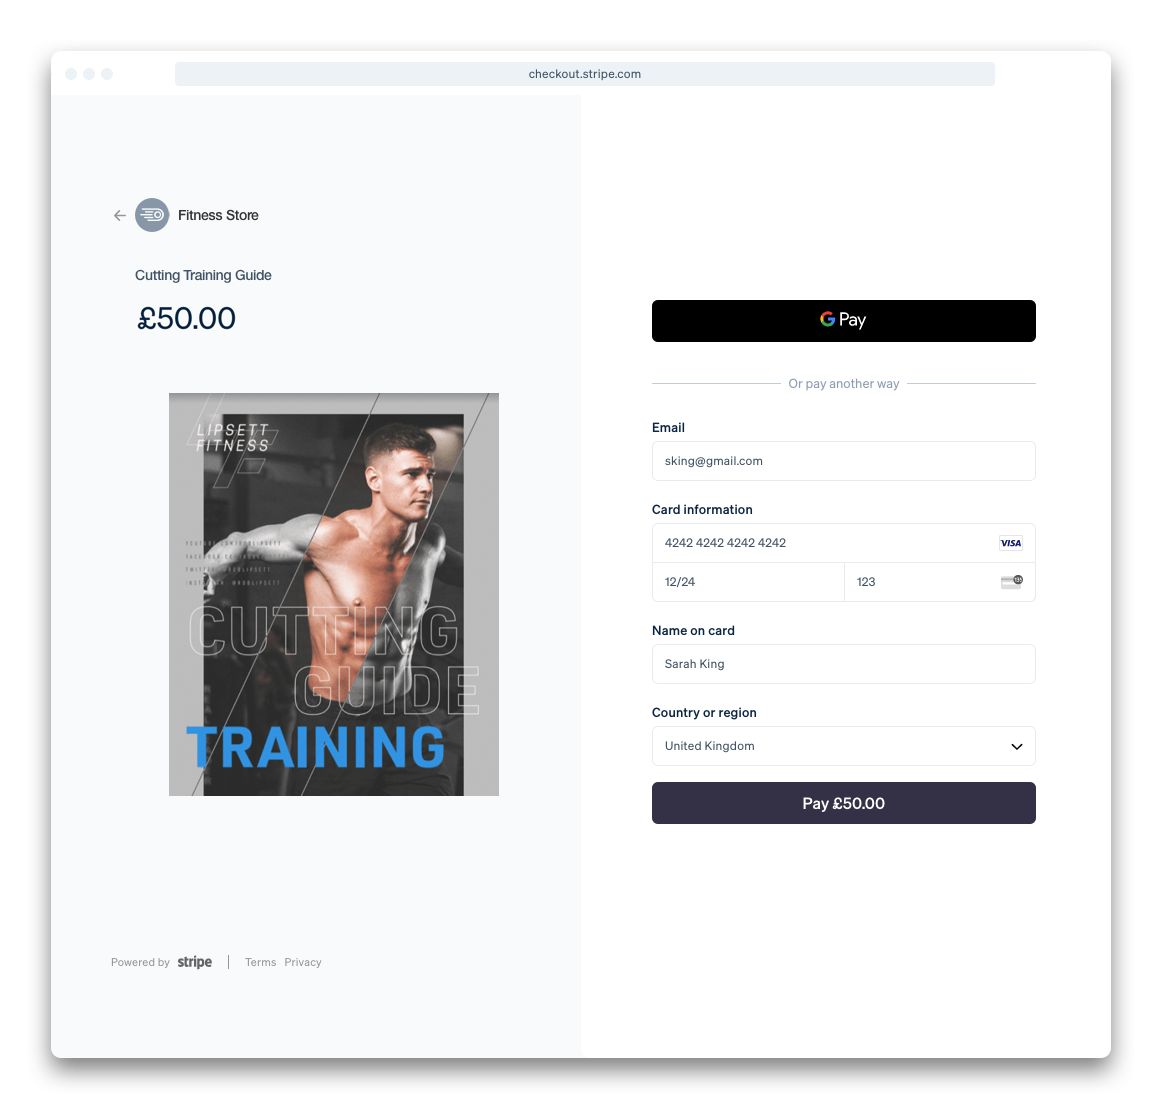 checkout.stripe.com
Fitness Store
Cutting Training Guide
£50.00
LIPSETT
FITNESS
CUTTING
GUIDE
TRAINING
Powered by stripe
Terms Privacy
G Pay
Or pay another way
Email
sking@gmail.com
Card information
4242 4242 4242 4242
VISA
12/24
123
135
Name on card
Sarah King
Country or region
United Kingdom
Pay £50.00